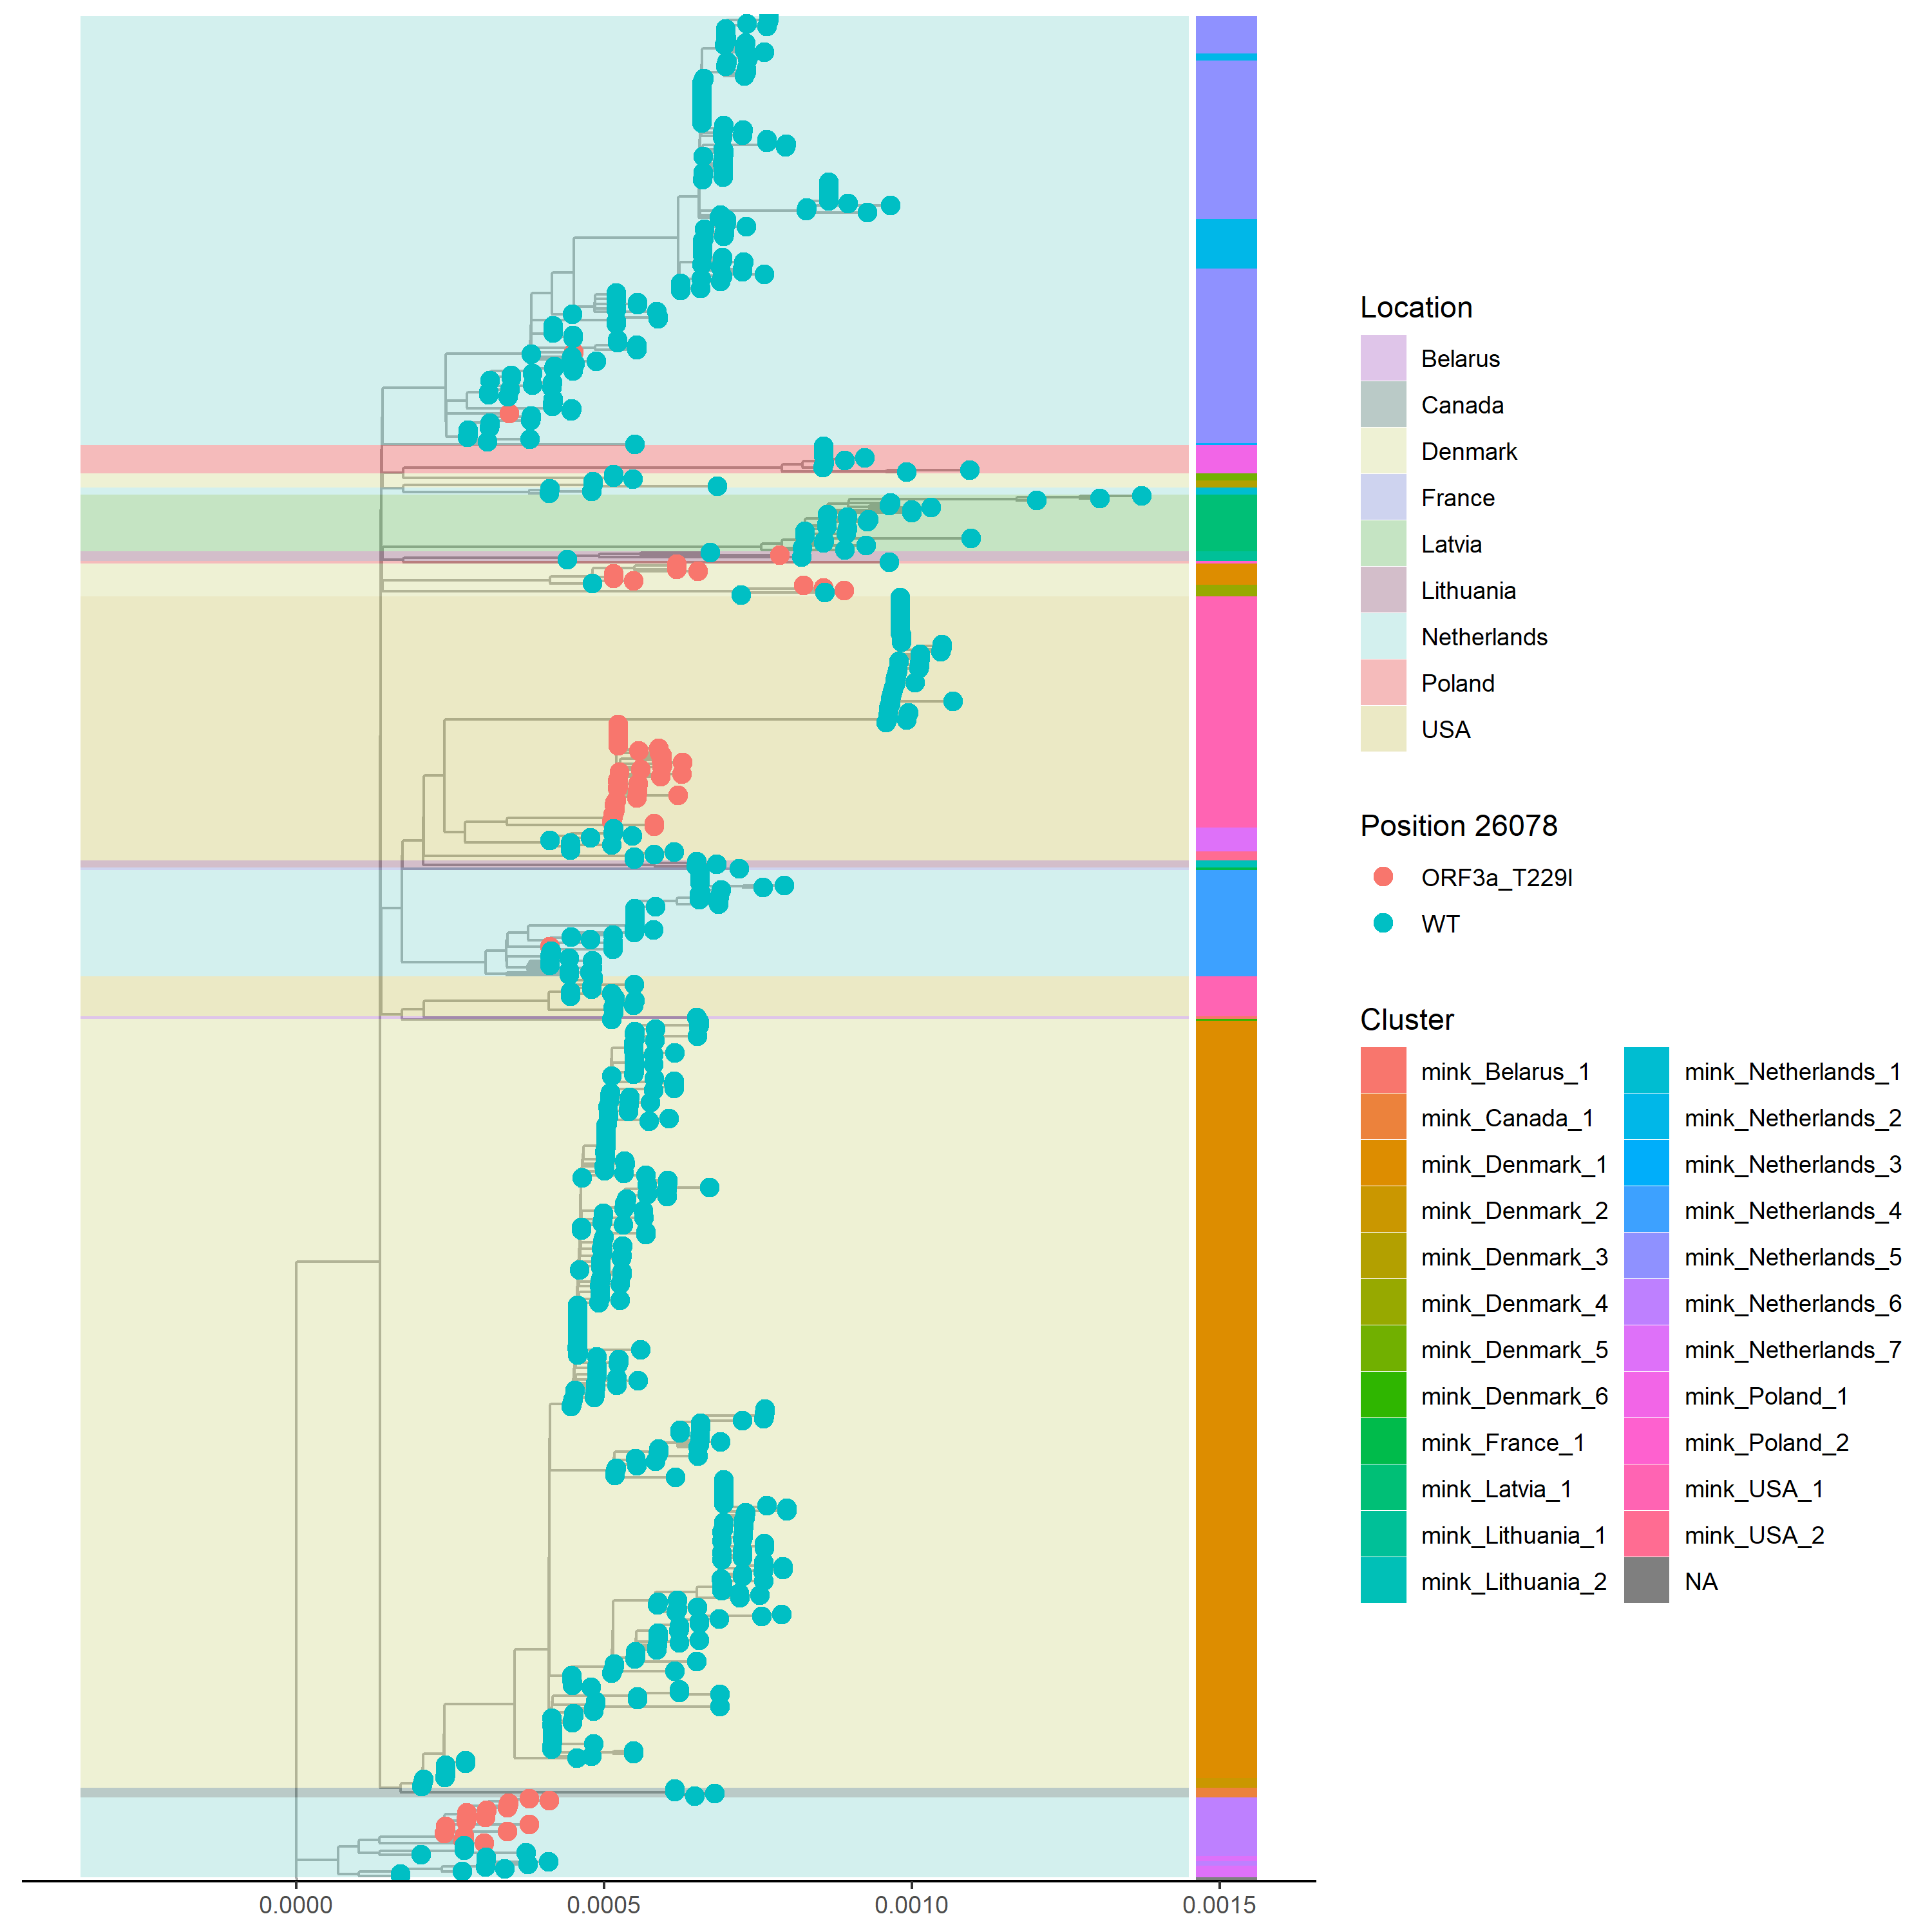 Location
Belarus
Canada
Denmark
France
Latvia
Lithuania
Netherlands
Poland
USA
Position 26078
ORF3a_T229I
WT
Cluster
mink_Belarus_1
mink_Canada_1
mink_Denmark_1
mink_Denmark_2
mink_Denmark_3
mink_Denmark_4
mink_Denmark_5
mink_Denmark_6
mink_France_1
mink_Latvia_1
mink_Lithuania_1
mink_Lithuania_2
mink_Netherlands_1
mink_Netherlands_2
mink_Netherlands_3
mink_Netherlands_4
mink_Netherlands_5
mink_Netherlands_6
mink_Netherlands_7
mink_Poland_1
mink_Poland_2
mink_USA_1
mink_USA_2
NA
0.0000 0.0005 0.0010 0.0015